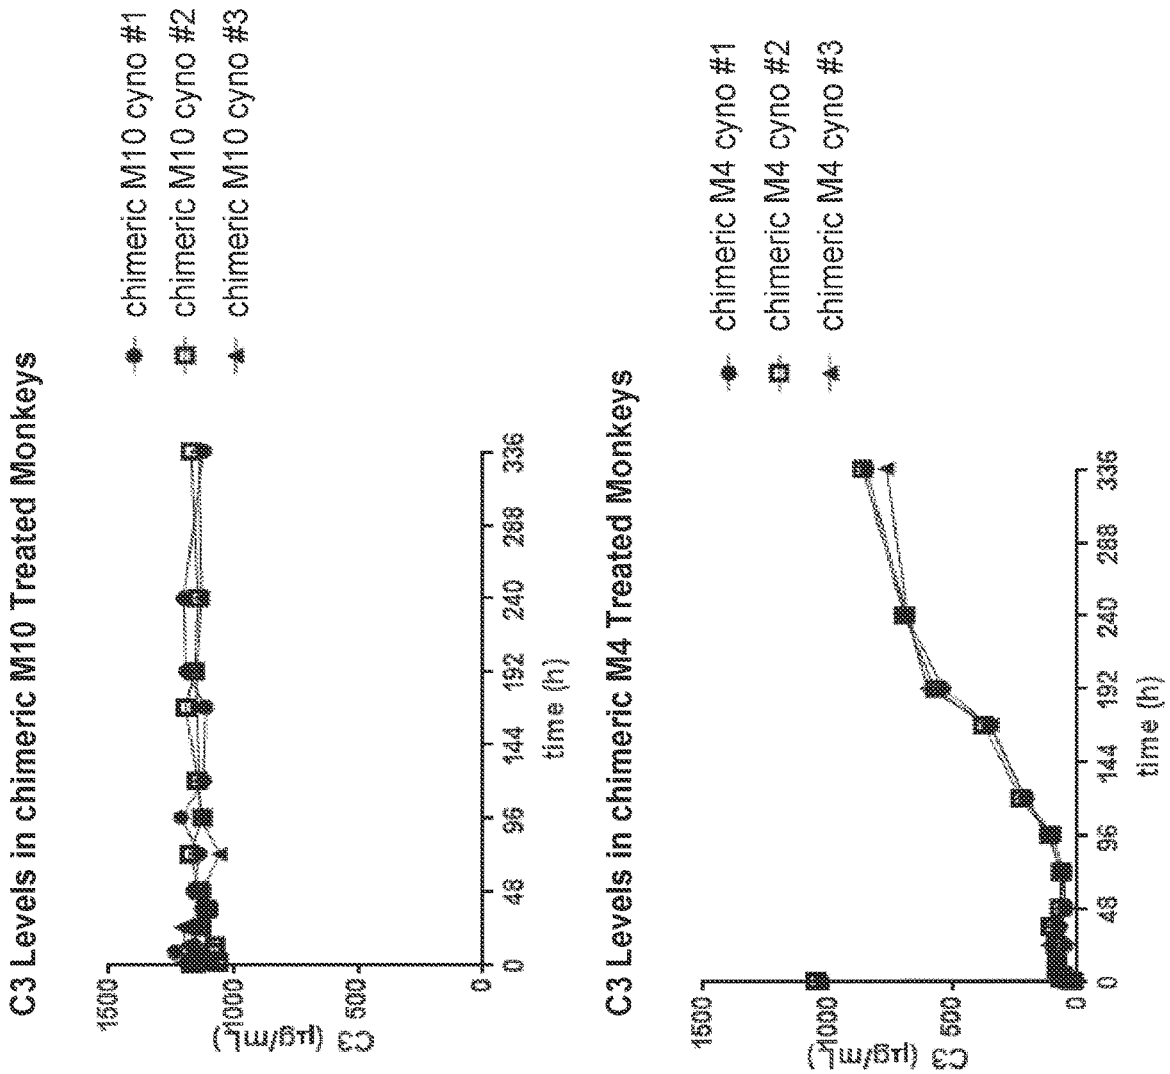 C3 Levels in chimeric M10 Treated Monkeys
1500
1000
0
C3
(µg/mL)
0
48
96
144
192
240
288
336
time (h)
chimeric M10 cyno #1
chimeric M10 cyno #2
chimeric M10 cyno #3
C3 Levels in chimeric M4 Treated Monkeys
1500
1000
500
0
C3
(µg/mL)
0
48
96
144
192
240
288
336
time (h)
chimeric M4 cyno #1
chimeric M4 cyno #2
chimeric M4 cyno #3